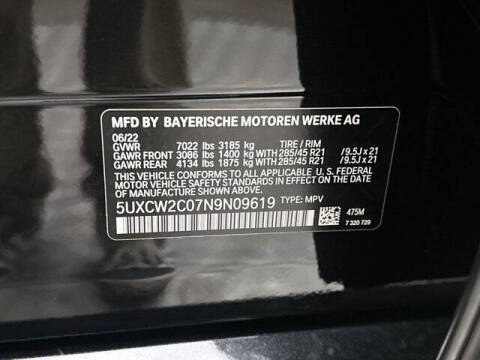 MFD BY BAYERISCHE MOTOREN WERKE AG
06/22
GVWR 7022 lbs 3185 kg TIRE / RIM
GAWR FRONT 3086 lbs 1400 kg WITH 285/45 R21 /9.5J x 21
GAWR REAR 4134 lbs 1875 kg WITH 285/45 R21 /9.5J x 21
THIS VEHICLE CONFORMS TO ALL APPLICABLE U. S. FEDERAL
MOTOR VEHICLE SAFETY STANDARDS IN EFFECT ON THE DATE OF
MANUFACTURE SHOWN ABOVE.
5UXCW2C07N9N09619 TYPE: MPV
475M
7 320 729